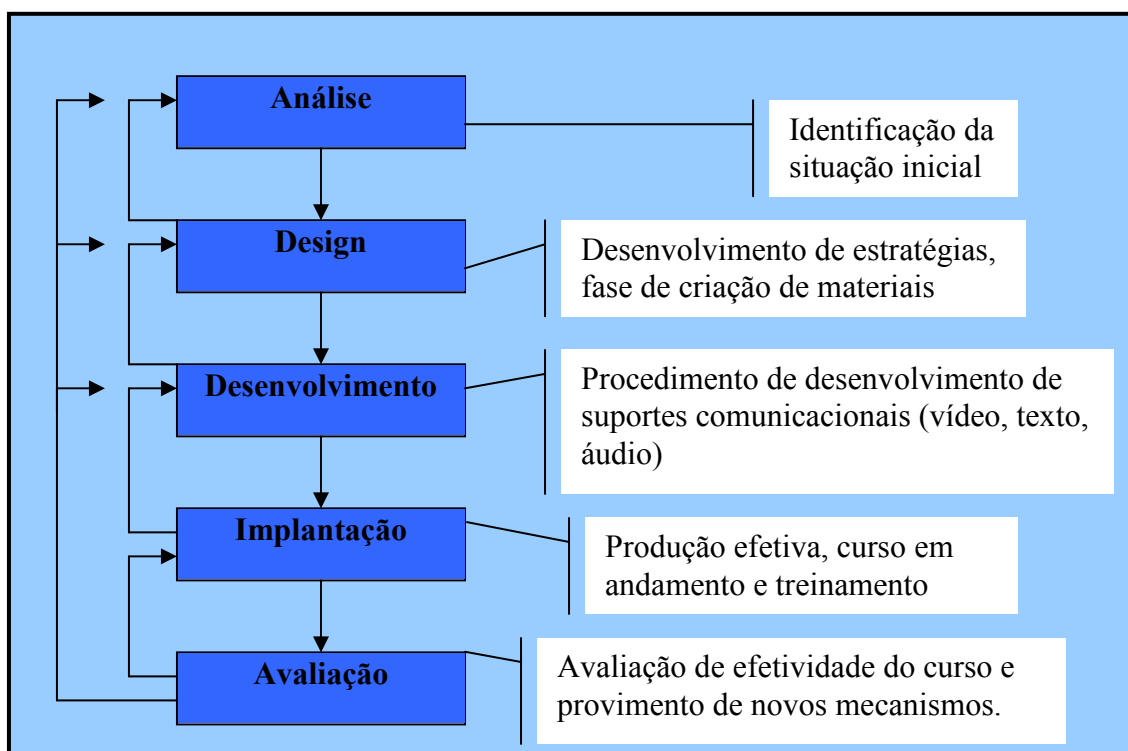 Análise
Identificação da
situação inicial
Design
Desenvolvimento de estratégias,
fase de criação de materiais
Desenvolvimento
Procedimento de desenvolvimento de
suportes comunicacionais (vídeo, texto,
áudio)
Implantação
Produção efetiva, curso em
andamento e treinamento
Avaliação
Avaliação de efetividade do curso e
provimento de novos mecanismos.